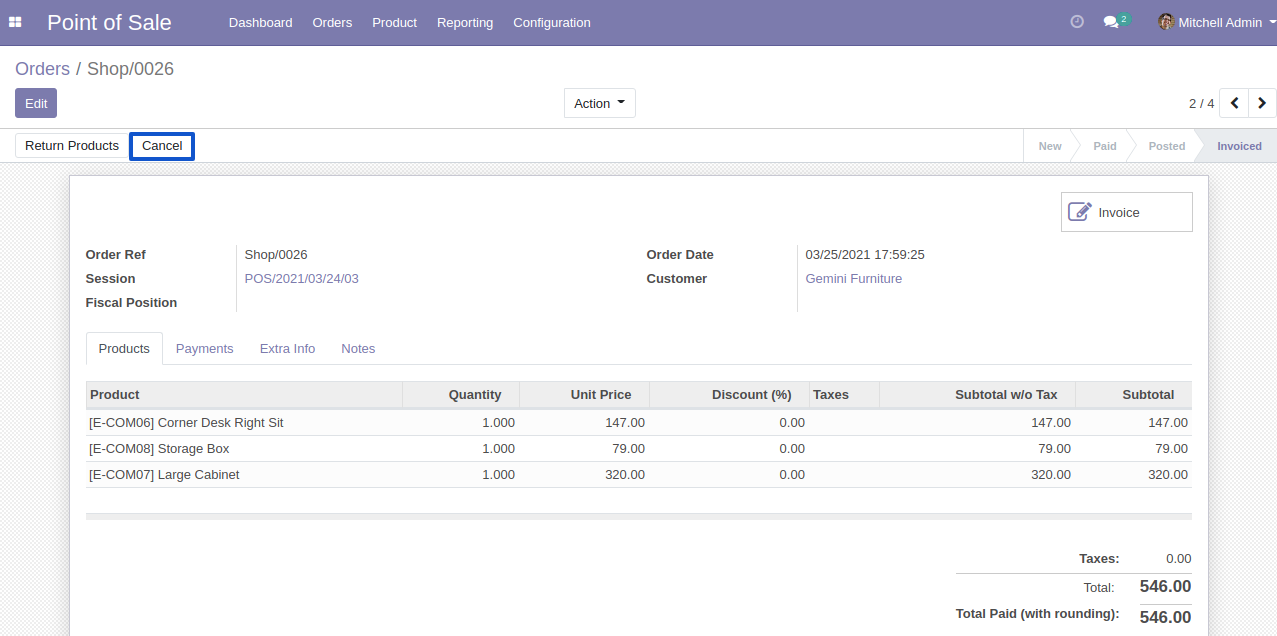 Point of Sale Dashboard Orders Product Reporting Configuration 2 Mitchell Admin
Orders / Shop/0026
Edit Action 2 / 4
Return Products Cancel New Paid Posted Invoiced
Invoice
Order Ref Shop/0026 Order Date 03/25/2021 17:59:25
Session POS/2021/03/24/03 Customer Gemini Furniture
Fiscal Position
Products Payments Extra Info Notes
Product Quantity Unit Price Discount (%) Taxes Subtotal w/o Tax Subtotal
[E-COM06] Corner Desk Right Sit 1.000 147.00 0.00 147.00 147.00
[E-COM08] Storage Box 1.000 79.00 0.00 79.00 79.00
[E-COM07] Large Cabinet 1.000 320.00 0.00 320.00 320.00
Taxes: 0.00
Total: 546.00
Total Paid (with rounding): 546.00